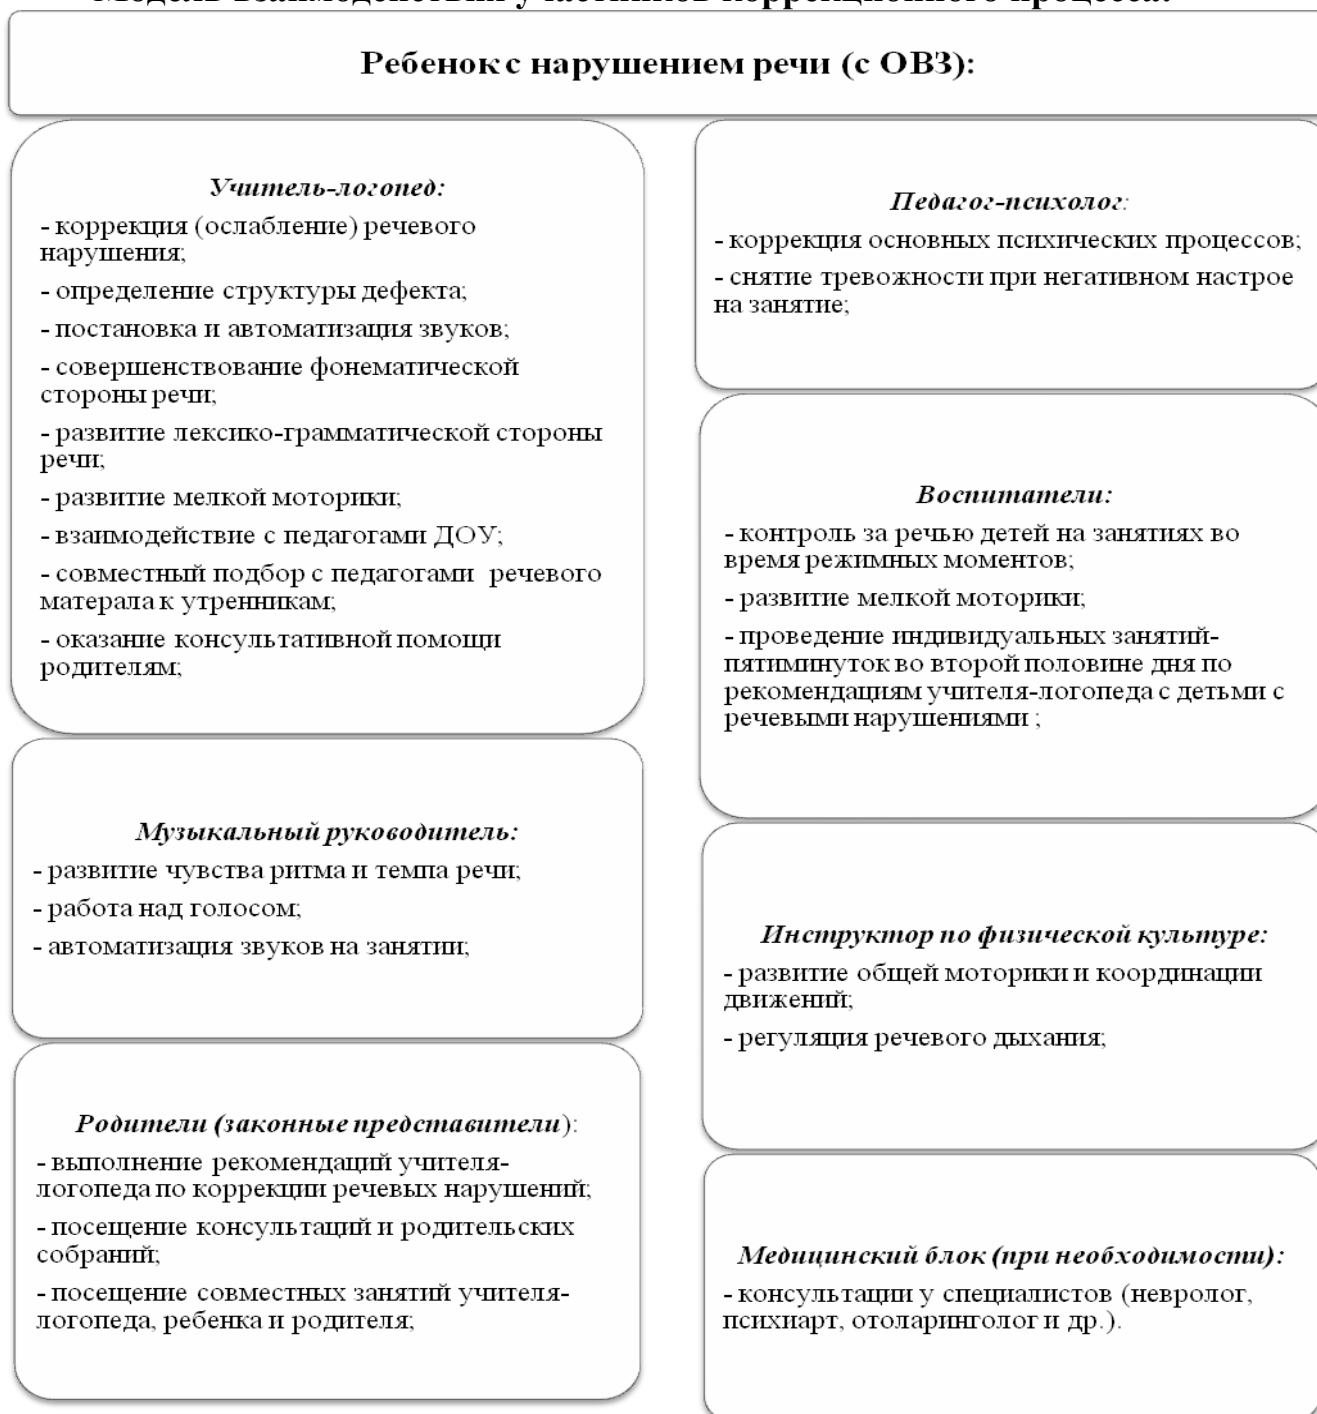 Модель взаимодействия участников коррекционного процесса:
Ребенок с нарушением речи (с ОВЗ):
Учитель-логопед:
- коррекция (ослабление) речевого
нарушения;
- определение структуры дефекта;
- постановка и автоматизация звуков;
- совершенствование фонематической
стороны речи;
- развитие лексико-грамматической стороны
речи;
- развитие мелкой моторики;
- взаимодействие с педагогами ДОУ;
- совместный подбор с педагогами речевого
матерала к утренникам;
- оказание консультативной помощи
родителям;
Музыкальный руководитель:
- развитие чувства ритма и темпа речи;
- работа над голосом;
- автоматизация звуков на занятии;
Родители (законные представители):
- выполнение рекомендаций учителя-
логопеда по коррекции речевых нарушений;
- посещение консультаций и родительских
собраний;
- посещение совместных занятий учителя-
логопеда, ребенка и родителя;
Педагог-психолог:
- коррекция основных психических процессов;
- снятие тревожности при негативном настрое
на занятие;
Воспитатели:
- контроль за речью детей на занятиях во
время режимных моментов;
- развитие мелкой моторики;
- проведение индивидуальных занятий-
пятиминуток во второй половине дня по
рекомендациям учителя-логопеда с детьми с
речевыми нарушениями ;
Инструктор по физической культуре:
- развитие общей моторики и координации
движений;
- регуляция речевого дыхания;
Медицинский блок (при необходимости):
- консультации у специалистов (невролог,
психиарт, отоларинголог и др.).